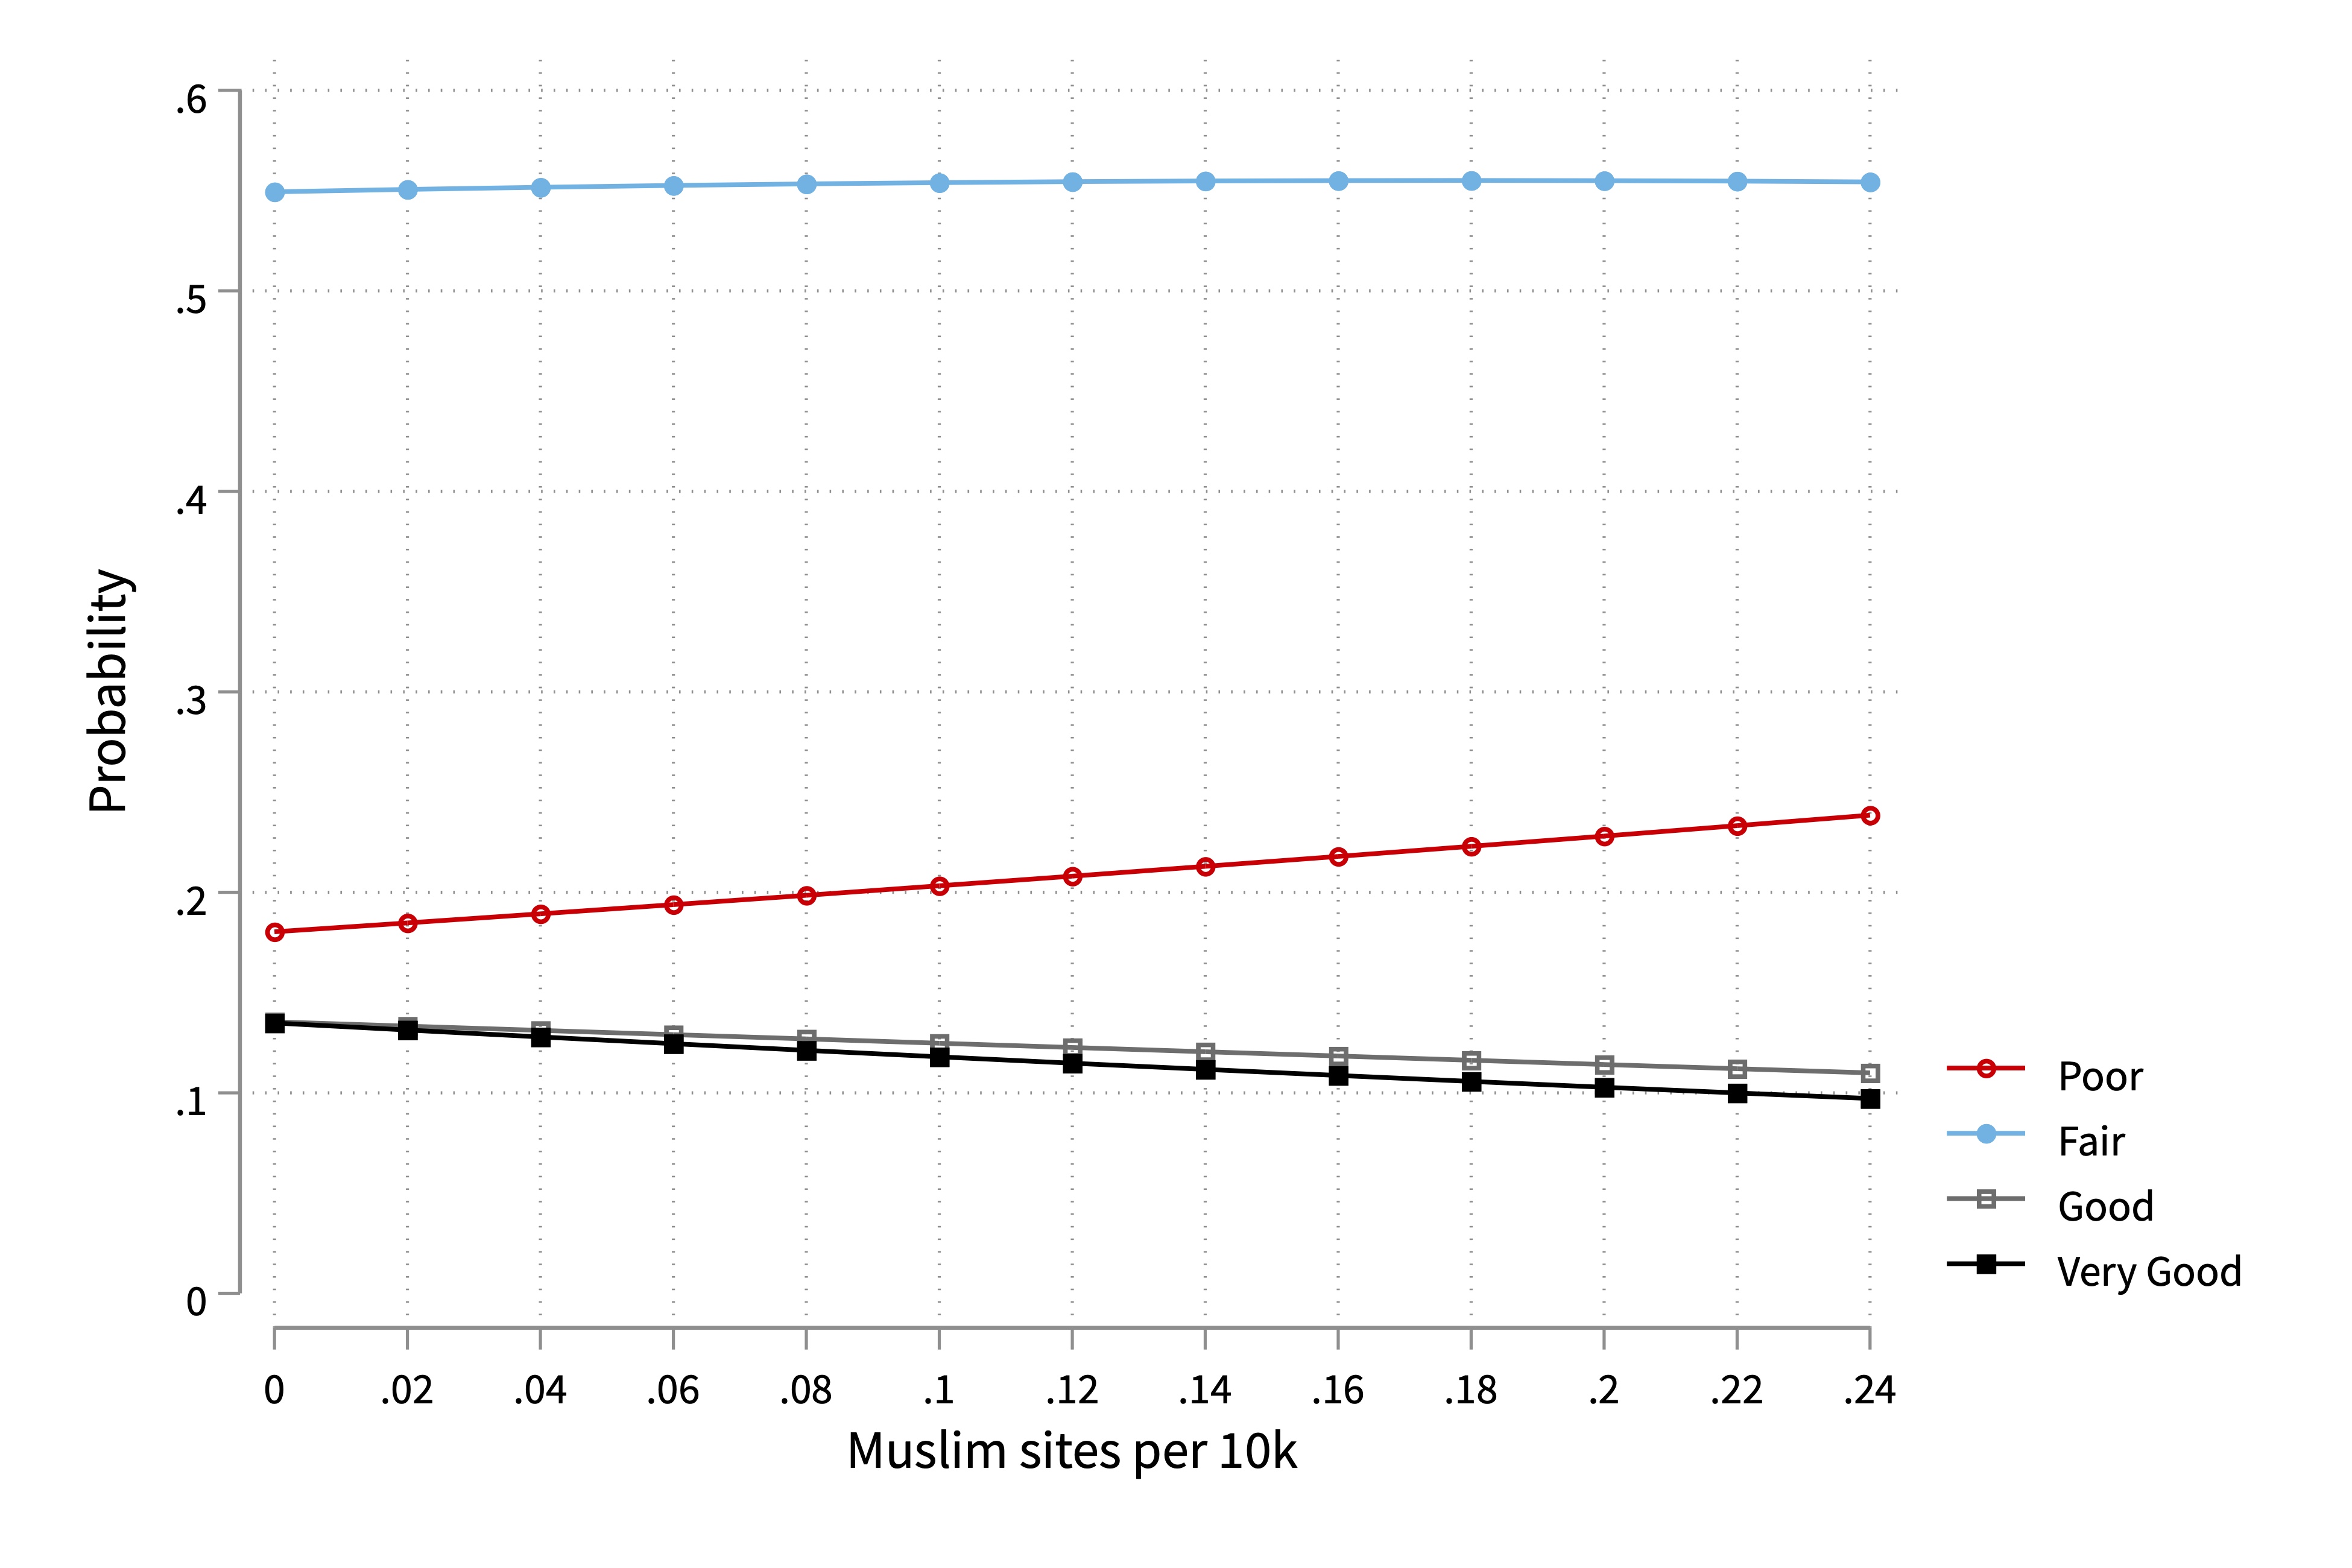 .6
.5
.4
.3
.2
.1
0
Probability
0 .02 .04 .06 .08 .1 .12 .14 .16 .18 .2 .22 .24
Muslim sites per 10k
Poor
Fair
Good
Very Good